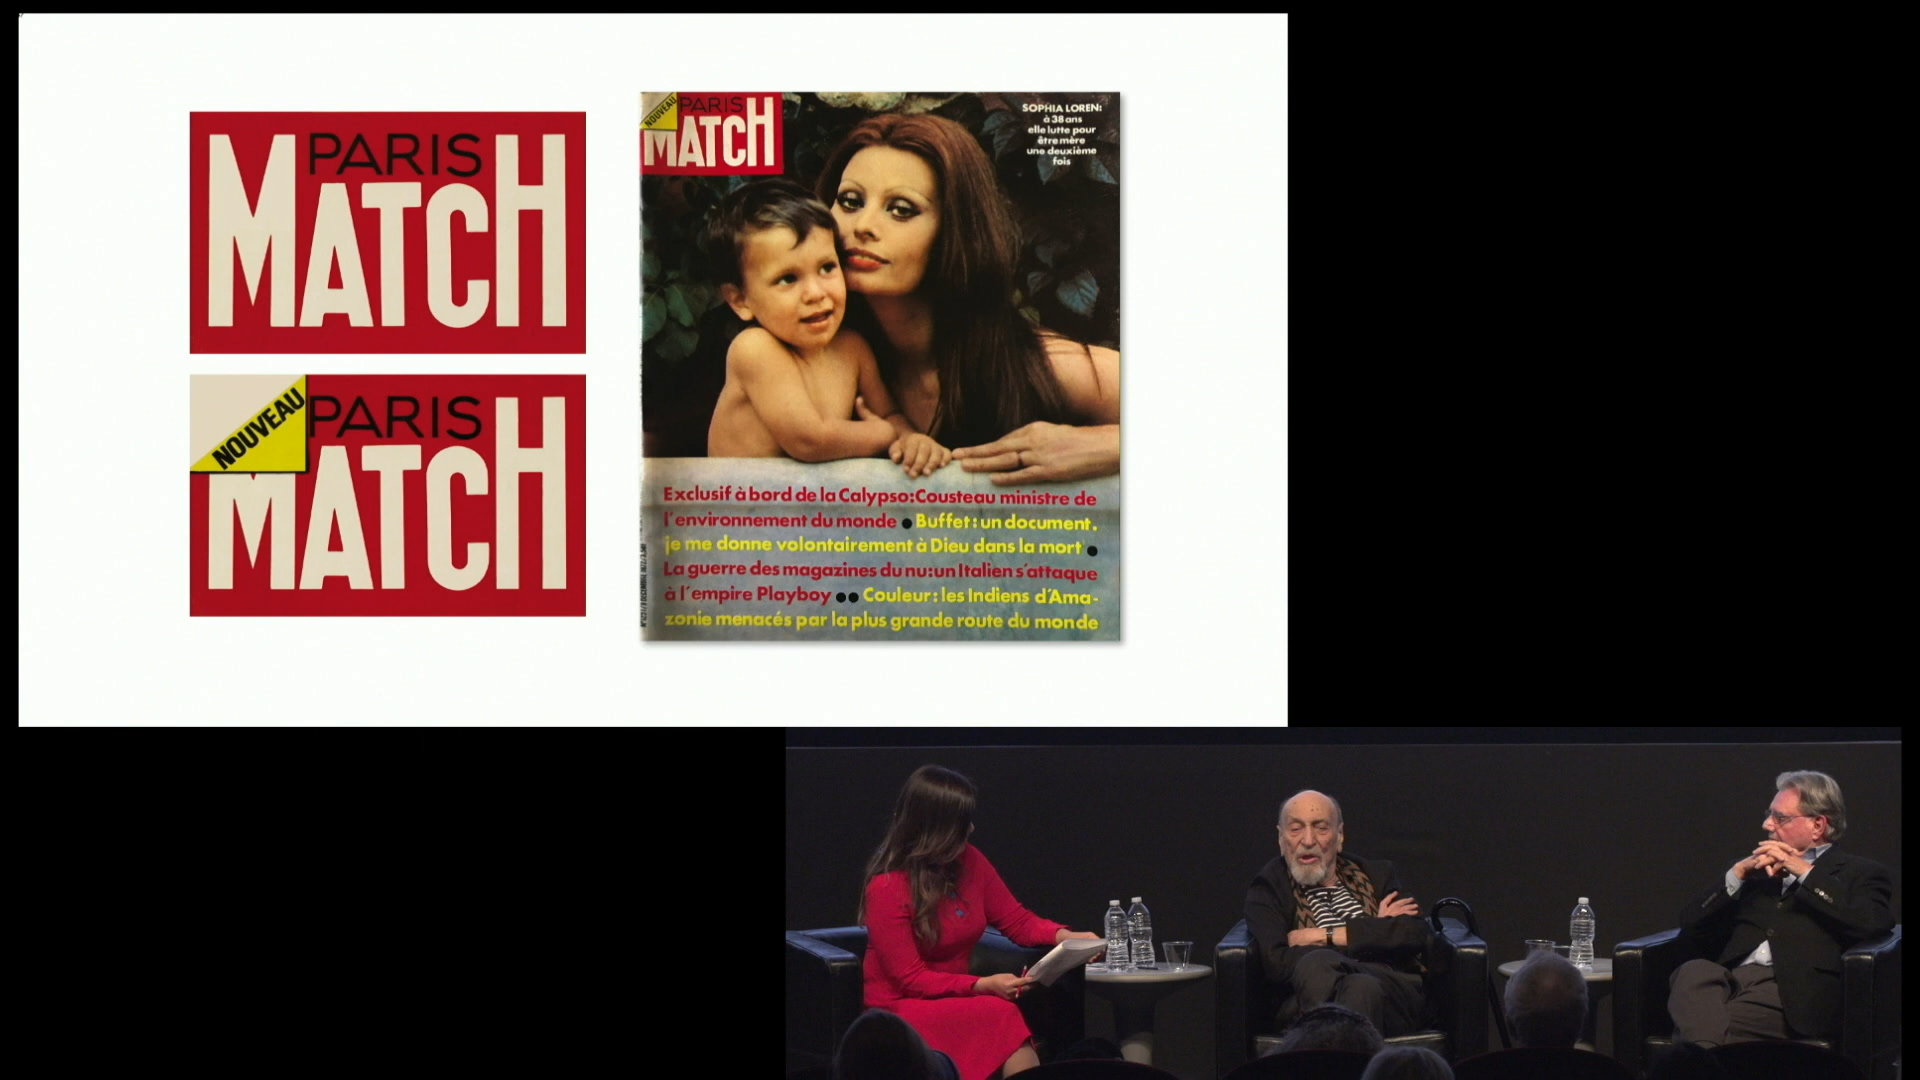 PARIS
MATCH
NOUVEAU
PARIS
MATCH
NOUVEAU
PARIS
MATCH
SOPHIA LOREN:
à 38 ans
elle lutte pour
être mère
une deuxième
fois
Exclusif à bord de la Calypso: Cousteau ministre de
l'environnement du monde ● Buffet: un document,
je me donne volontairement à Dieu dans la mort ●
La guerre des magazines du nu: un Italien s'attaque
à l'empire Playboy ●● Couleur: les Indiens d'Ama-
zonie menacés par la plus grande route du monde